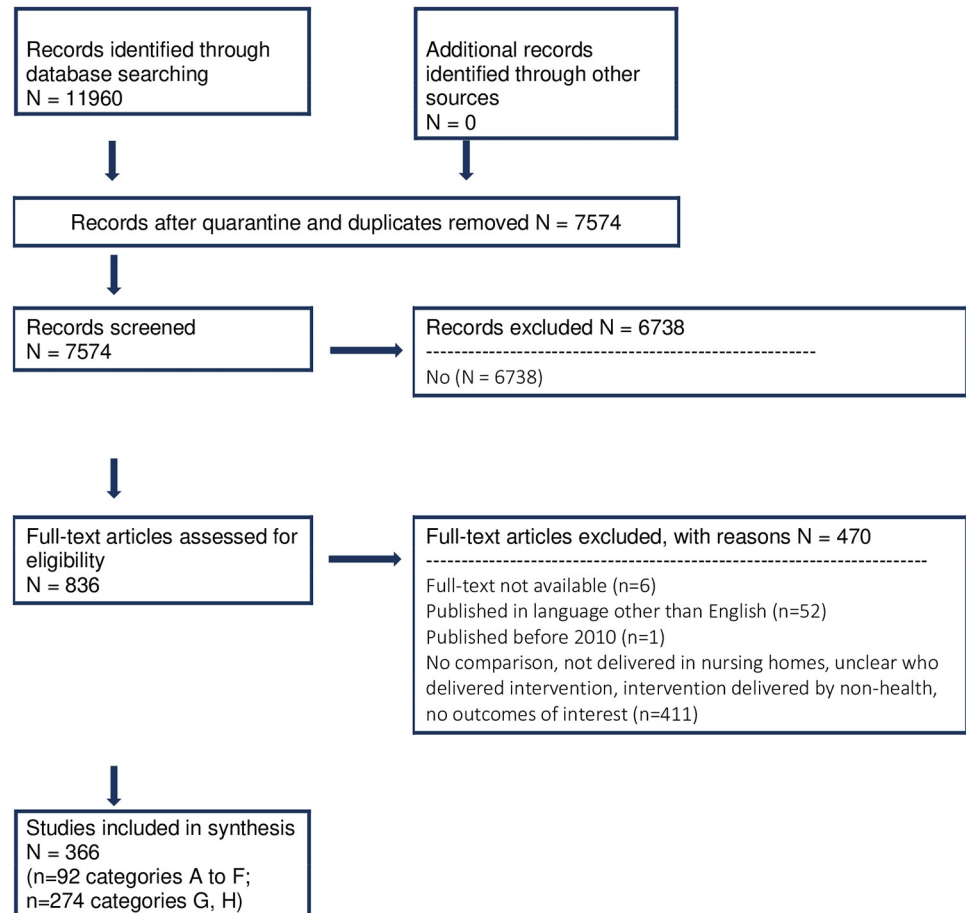 Records identified through
database searching
N = 11960
Additional records
identified through other
sources
N = 0
Records after quarantine and duplicates removed N = 7574
Records screened
N = 7574
Records excluded N = 6738
-------------------------------------------------------
No (N = 6738)
Full-text articles assessed for
eligibility
N = 836
Full-text articles excluded, with reasons N = 470
-----------------------------------------------------------------------
Full-text not available (n=6)
Published in language other than English (n=52)
Published before 2010 (n=1)
No comparison, not delivered in nursing homes, unclear who
delivered intervention, intervention delivered by non-health,
no outcomes of interest (n=411)
Studies included in synthesis
N = 366
(n=92 categories A to F;
n=274 categories G, H)